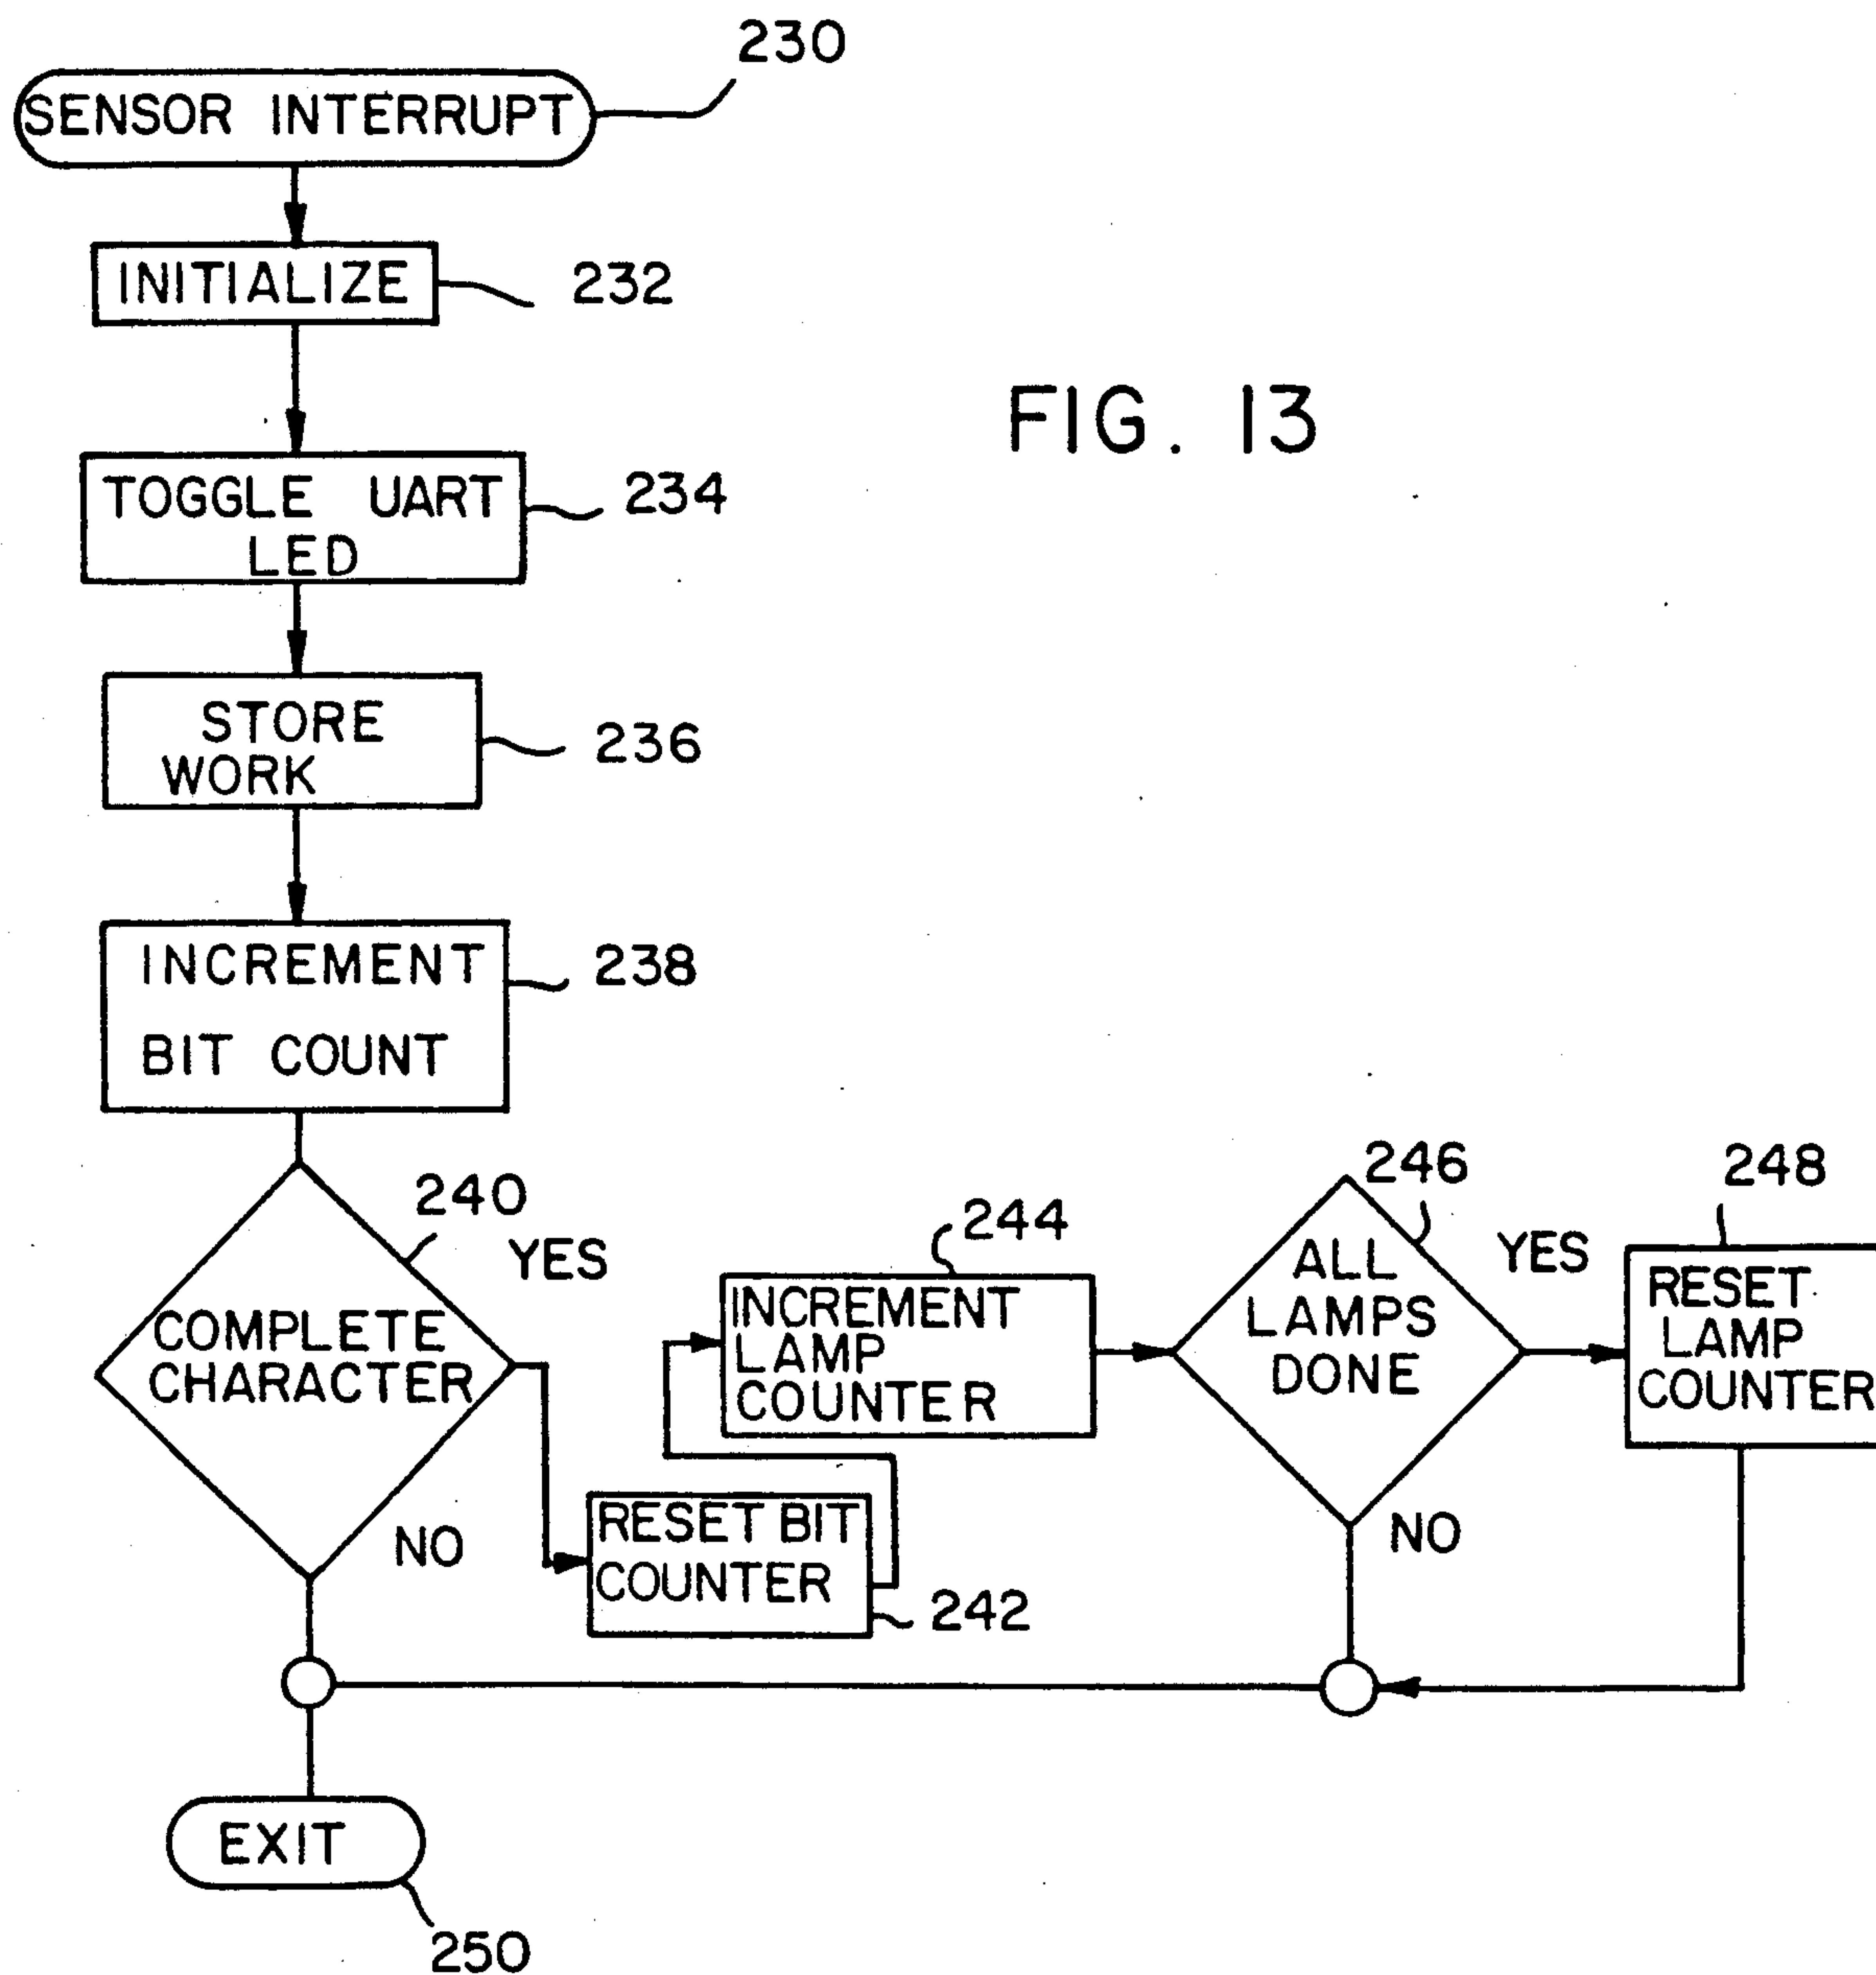 230
SENSOR INTERRUPT
INITIALIZE
232
FIG. 13
TOGGLE UART
LED
234
STORE
WORK
236
INCREMENT
BIT COUNT
238
240
YES
COMPLETE
CHARACTER
NO
RESET BIT
COUNTER
242
244
INCREMENT
LAMP
COUNTER
246
ALL
LAMPS
DONE
YES
NO
248
RESET
LAMP
COUNTER
EXIT
250